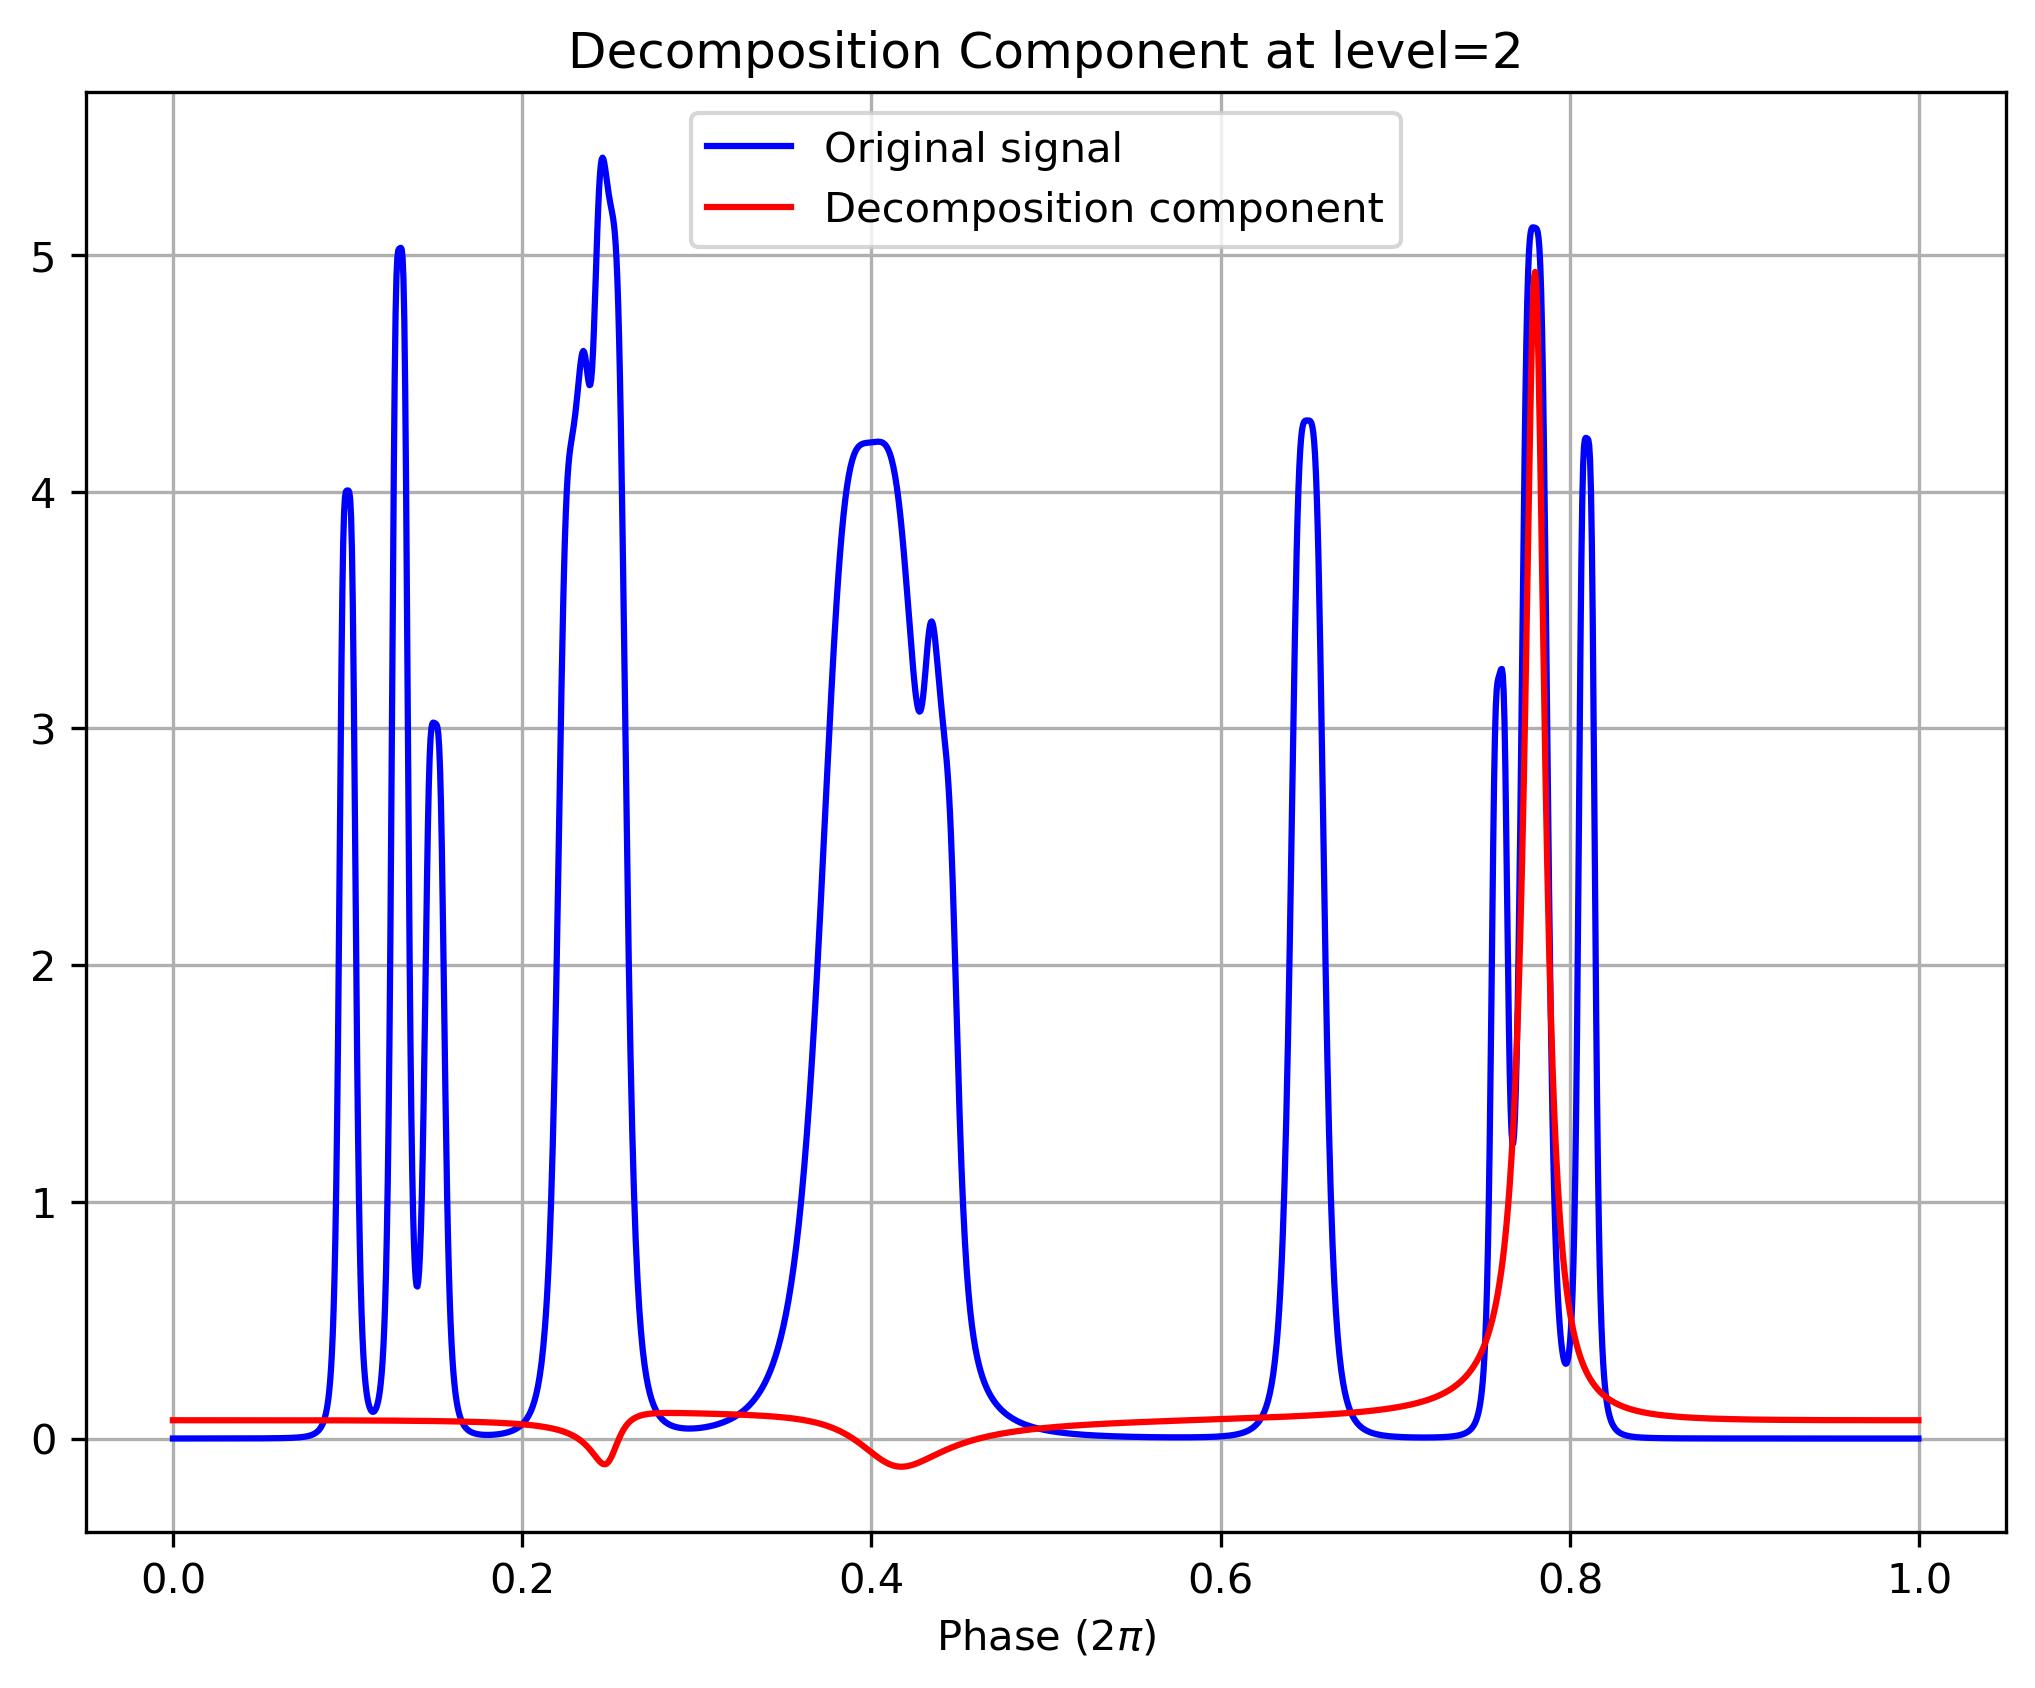 Decomposition Component at level=2
Original signal
Decomposition component
5
4
3
2
1
0
0.0 0.2 0.4 0.6 0.8 1.0
Phase (2π)